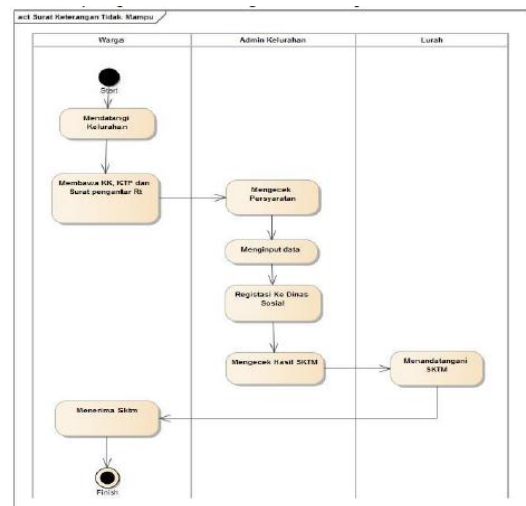 act Surat Keterangan Tidak Mampu
Warga
Admin Kelurahan
Lurah
Start
Mendatangi
Kelurahan
Membawa KK, KTP dan
Surat pengantar Rt
Mengecek
Persyaratan
Menginput data
Registasi Ke Dinas
Sosial
Mengecek Hasil SKTM
Menandatangani
SKTM
Menerima Sktm
Finish